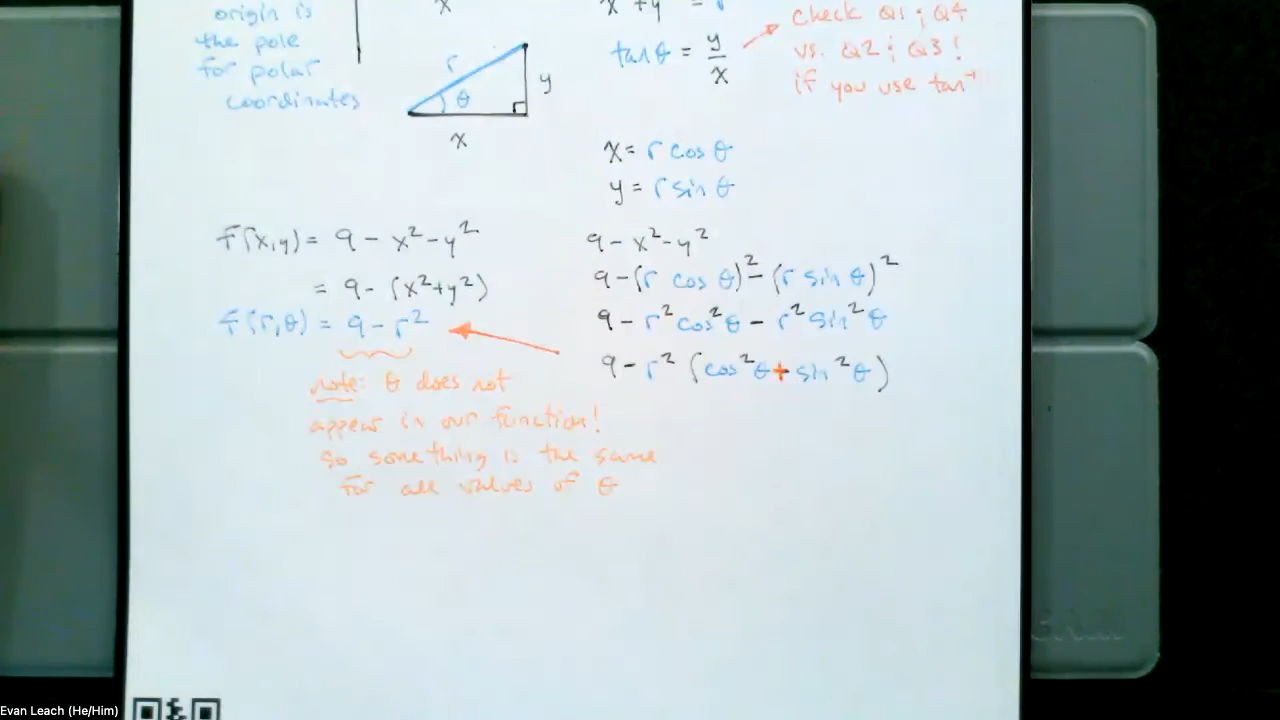 origin is
the pole
for polar
coordinates
x
r
θ
y
x
x² + y² = r²
tan θ = y/x
check Q1 & Q4
vs. Q2 & Q3!
if you use tan⁻¹
x = r cos θ
y = r sin θ
f(x,y) = 9 - x² - y²
= 9 - (x² + y²)
f(r,θ) = 9 - r²
note: θ does not
appear in our function!
so something is the same
for all values of θ
9 - x² - y²
9 - (r cos θ)² - (r sin θ)²
9 - r² cos² θ - r² sin² θ
9 - r² (cos² θ + sin² θ)
Evan Leach (He/Him)